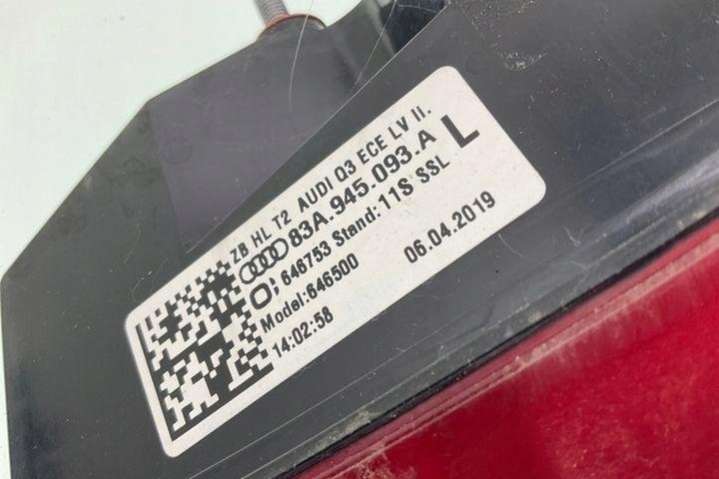 ZB HL T2 AUDI Q3 ECE LV II.
83A.945.093.A L
646753 Stand: 11S SSL
Model:646500 06.04.2019
14:02:58